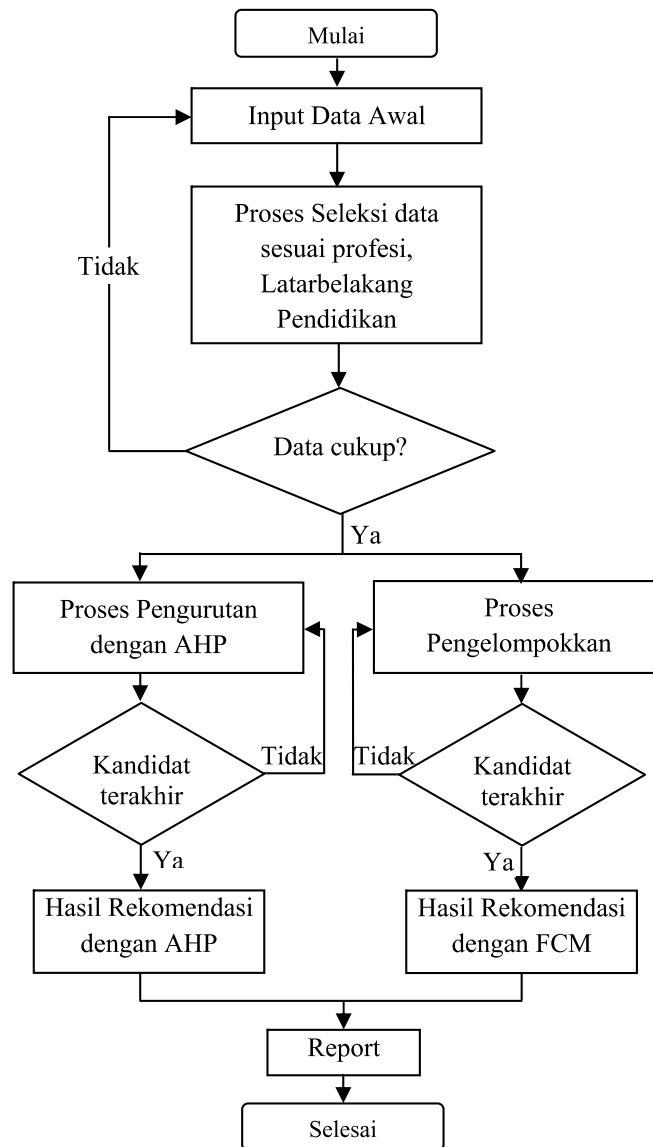 Mulai
Input Data Awal
Proses Seleksi data
sesuai profesi,
Latarbelakang
Pendidikan
Tidak
Data cukup?
Ya
Proses Pengurutan
dengan AHP
Proses
Pengelompokkan
Kandidat
terakhir
Tidak
Tidak
Kandidat
terakhir
Ya
Ya
Hasil Rekomendasi
dengan AHP
Hasil Rekomendasi
dengan FCM
Report
Selesai